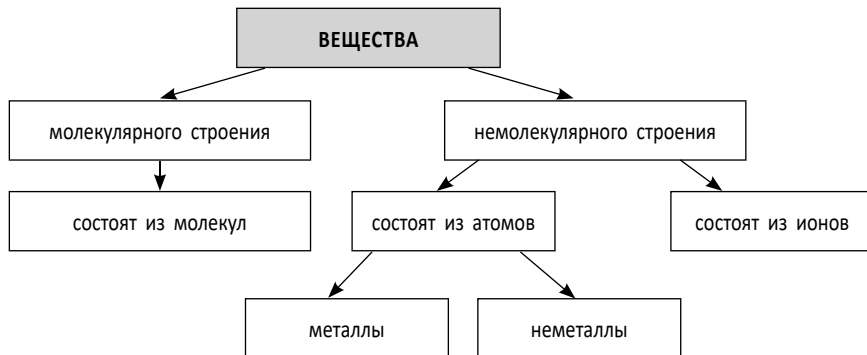 ВЕЩЕСТВА
молекулярного строения
немолекулярного строения
состоят из молекул
состоят из атомов
состоят из ионов
металлы
неметаллы